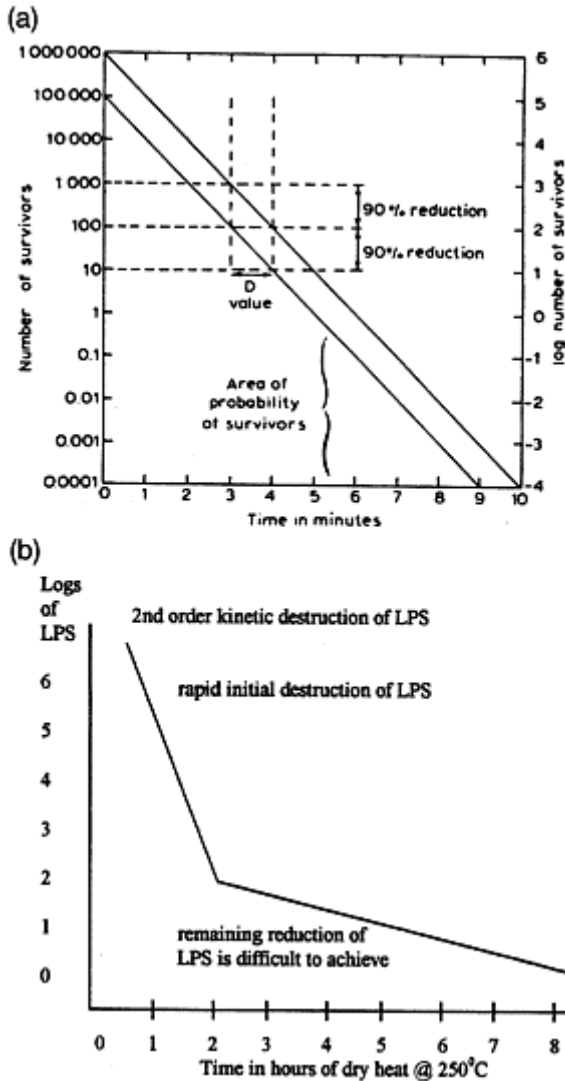 (a)
1 000 000
100 000
10 000
1 000
100
10
1
0.1
0.01
0.001
0.0001
Number of survivors
6
5
4
3
2
1
0
-1
-2
-3
-4
log number of survivors
90% reduction
90% reduction
D
value
Area of
probability
of survivors
0 1 2 3 4 5 6 7 8 9 10
Time in minutes
(b)
Logs
of
LPS
2nd order kinetic destruction of LPS
rapid initial destruction of LPS
6
5
4
3
2
1
0
remaining reduction of
LPS is difficult to achieve
0 1 2 3 4 5 6 7 8
Time in hours of dry heat @ 250⁰C